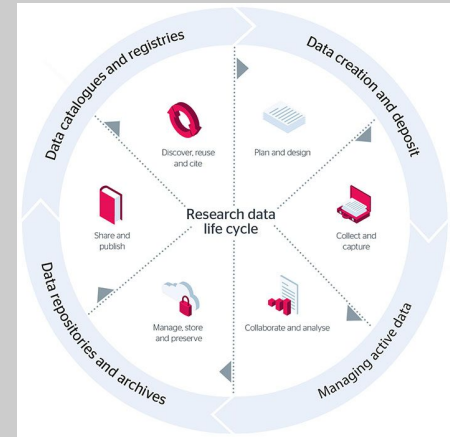 Data catalogues and registries
Data creation and deposit
Discover, reuse
and cite
Plan and design
Research data
life cycle
Share and
publish
Collect and
capture
Manage, store
and preserve
Collaborate and analyse
Data repositories and archives
Managing active data